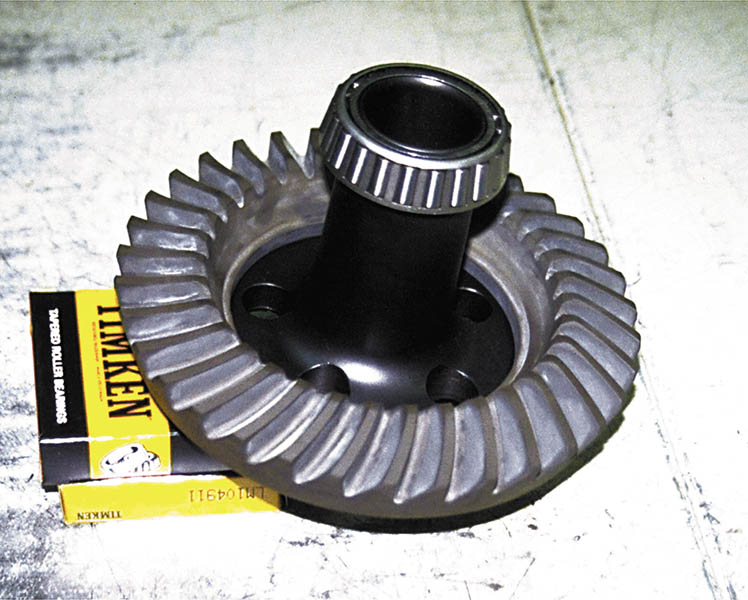 TAPERED ROLLER BEARINGS
TIMKEN
TIMKEN
LM104911